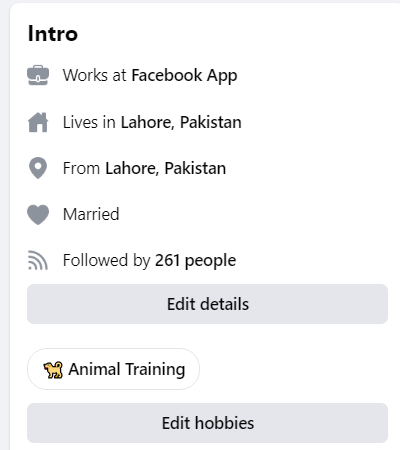 Intro
Works at Facebook App
Lives in Lahore, Pakistan
From Lahore, Pakistan
Married
Followed by 261 people
Edit details
Animal Training
Edit hobbies